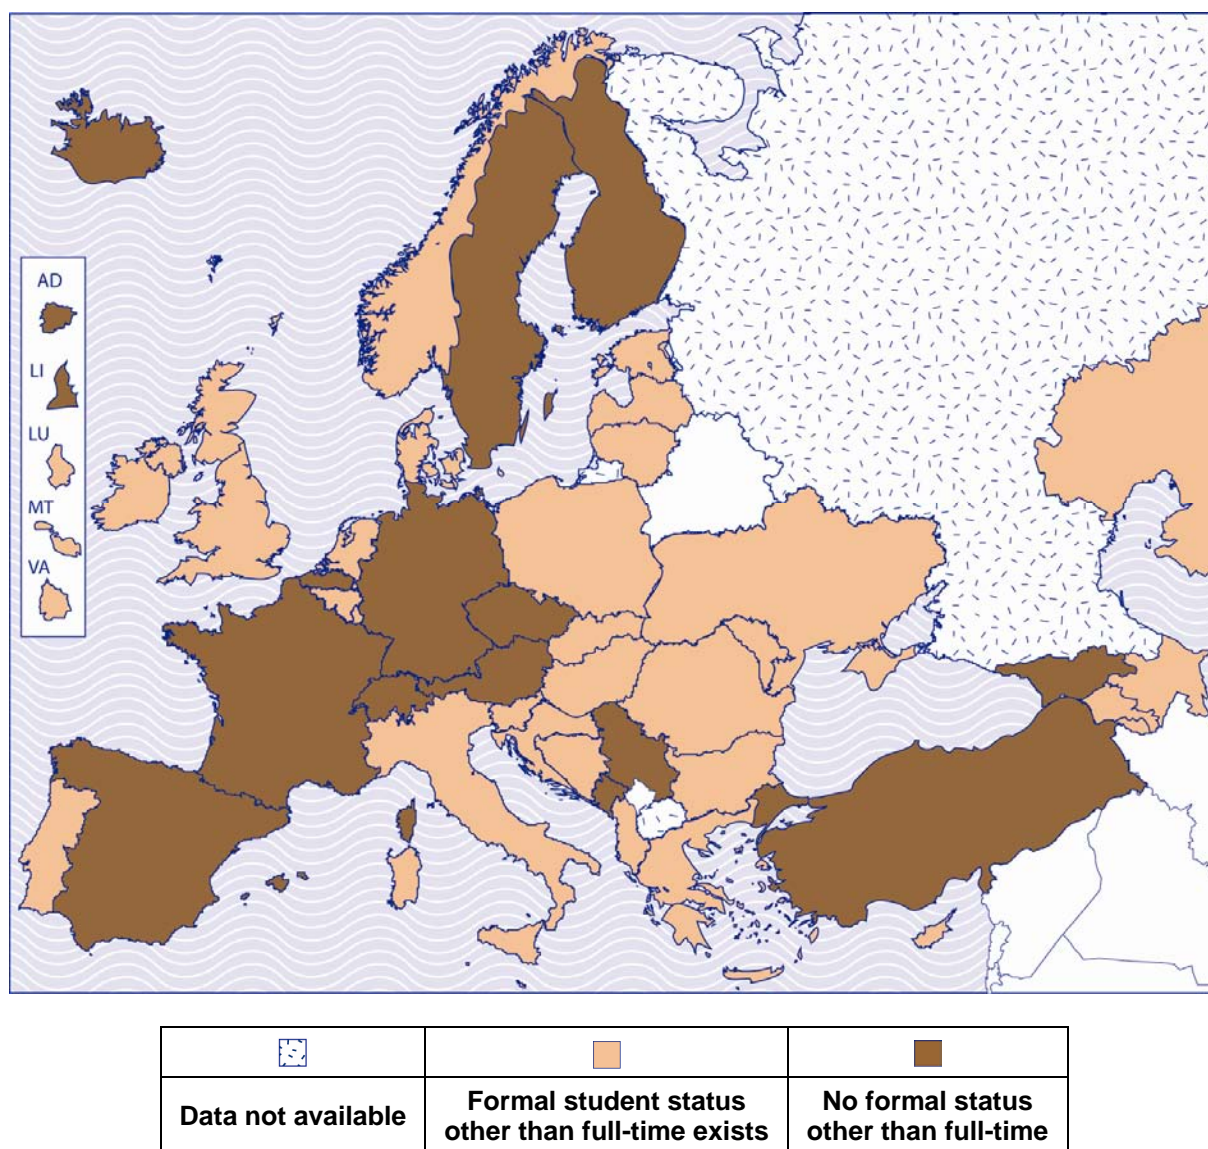 AD
LI
LU
MT
VA
Data not available
Formal student status
other than full-time exists
No formal status
other than full-time